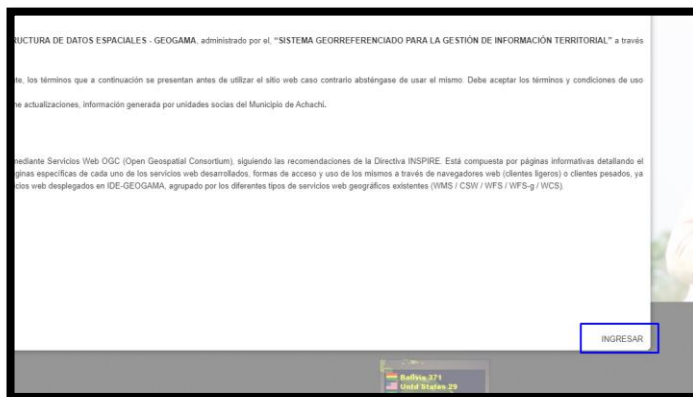 UCTURA DE DATOS ESPACIALES - GEOGAMA, administrado por el, "SISTEMA GEORREFERENCIADO PARA LA GESTIÓN DE INFORMACIÓN TERRITORIAL" a través
te, los términos que a continuación se presentan antes de utilizar el sitio web caso contrario absténgase de usar el mismo. Debe aceptar los términos y condiciones de uso
ne actualizaciones, información generada por unidades socias del Municipio de Achachi.
mediante Servicios Web OGC (Open Geospatial Consortium), siguiendo las recomendaciones de la Directiva INSPIRE. Está compuesta por páginas informativas detallando el
ginas específicas de cada uno de los servicios web desarrollados, formas de acceso y uso de los mismos a través de navegadores web (clientes ligeros) o clientes pesados, ya
icios web desplegados en IDE-GEOGAMA, agrupado por los diferentes tipos de servicios web geográficos existentes (WMS / CSW / WFS / WFS-g / WCS).
INGRESAR
Bolivia 371
Unitd States 29